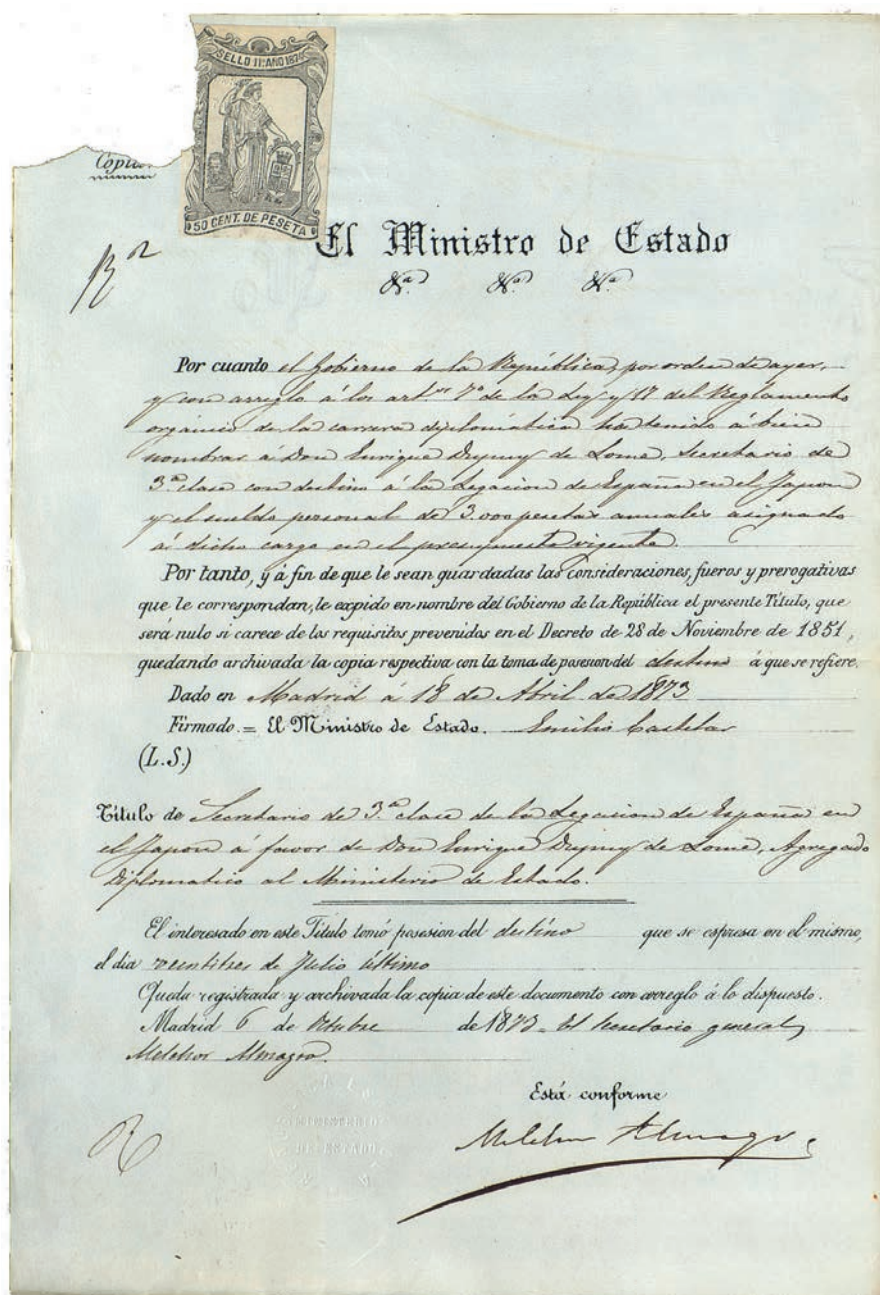 SELLO 11º AÑO 187
50 CENT. DE PESETA
Copia
El Ministro de Estado
&ª &ª &ª
Por cuanto el Gobierno de la República, por orden de ayer,
y con arreglo á los artos 7º de la Ley y 17 del Reglamento
orgánico de la carrera diplomática ha tenido á bien
nombrar á Don Enrique Dupuy de Lome, Secretario de
3ª clase con destino á la Legacion de España en el Japon
y el sueldo personal de 3.000 pesetas anuales asignado
á dicho cargo en el presupuesto vigente.
Por tanto, y á fin de que le sean guardadas las consideraciones, fueros y prerogativas
que le correspondan, le expido en nombre del Gobierno de la República el presente Título, que
será nulo si carece de los requisitos prevenidos en el Decreto de 28 de Noviembre de 1851,
quedando archivada la copia respectiva con la toma de posesion del destino á que se refiere.
Dado en Madrid á 18 de Abril de 1873
Firmado. = El Ministro de Estado. Emilio Castelar
(L.S.)
Título de Secretario de 3ª clase de la Legacion de España en
el Japon á favor de Don Enrique Dupuy de Lome, Agregado
Diplomatico al Ministerio de Estado.
El interesado en este Título tomó posesion del destino que se espresa en el mismo,
el dia veintitres de Julio último
Queda registrada y archivada la copia de este documento con arreglo á lo dispuesto.
Madrid 6 de Octubre de 1873. El Secretario general,
Melchor Almagro.
Está conforme
Melchor Almagro
MINISTERIO
DE ESTADO